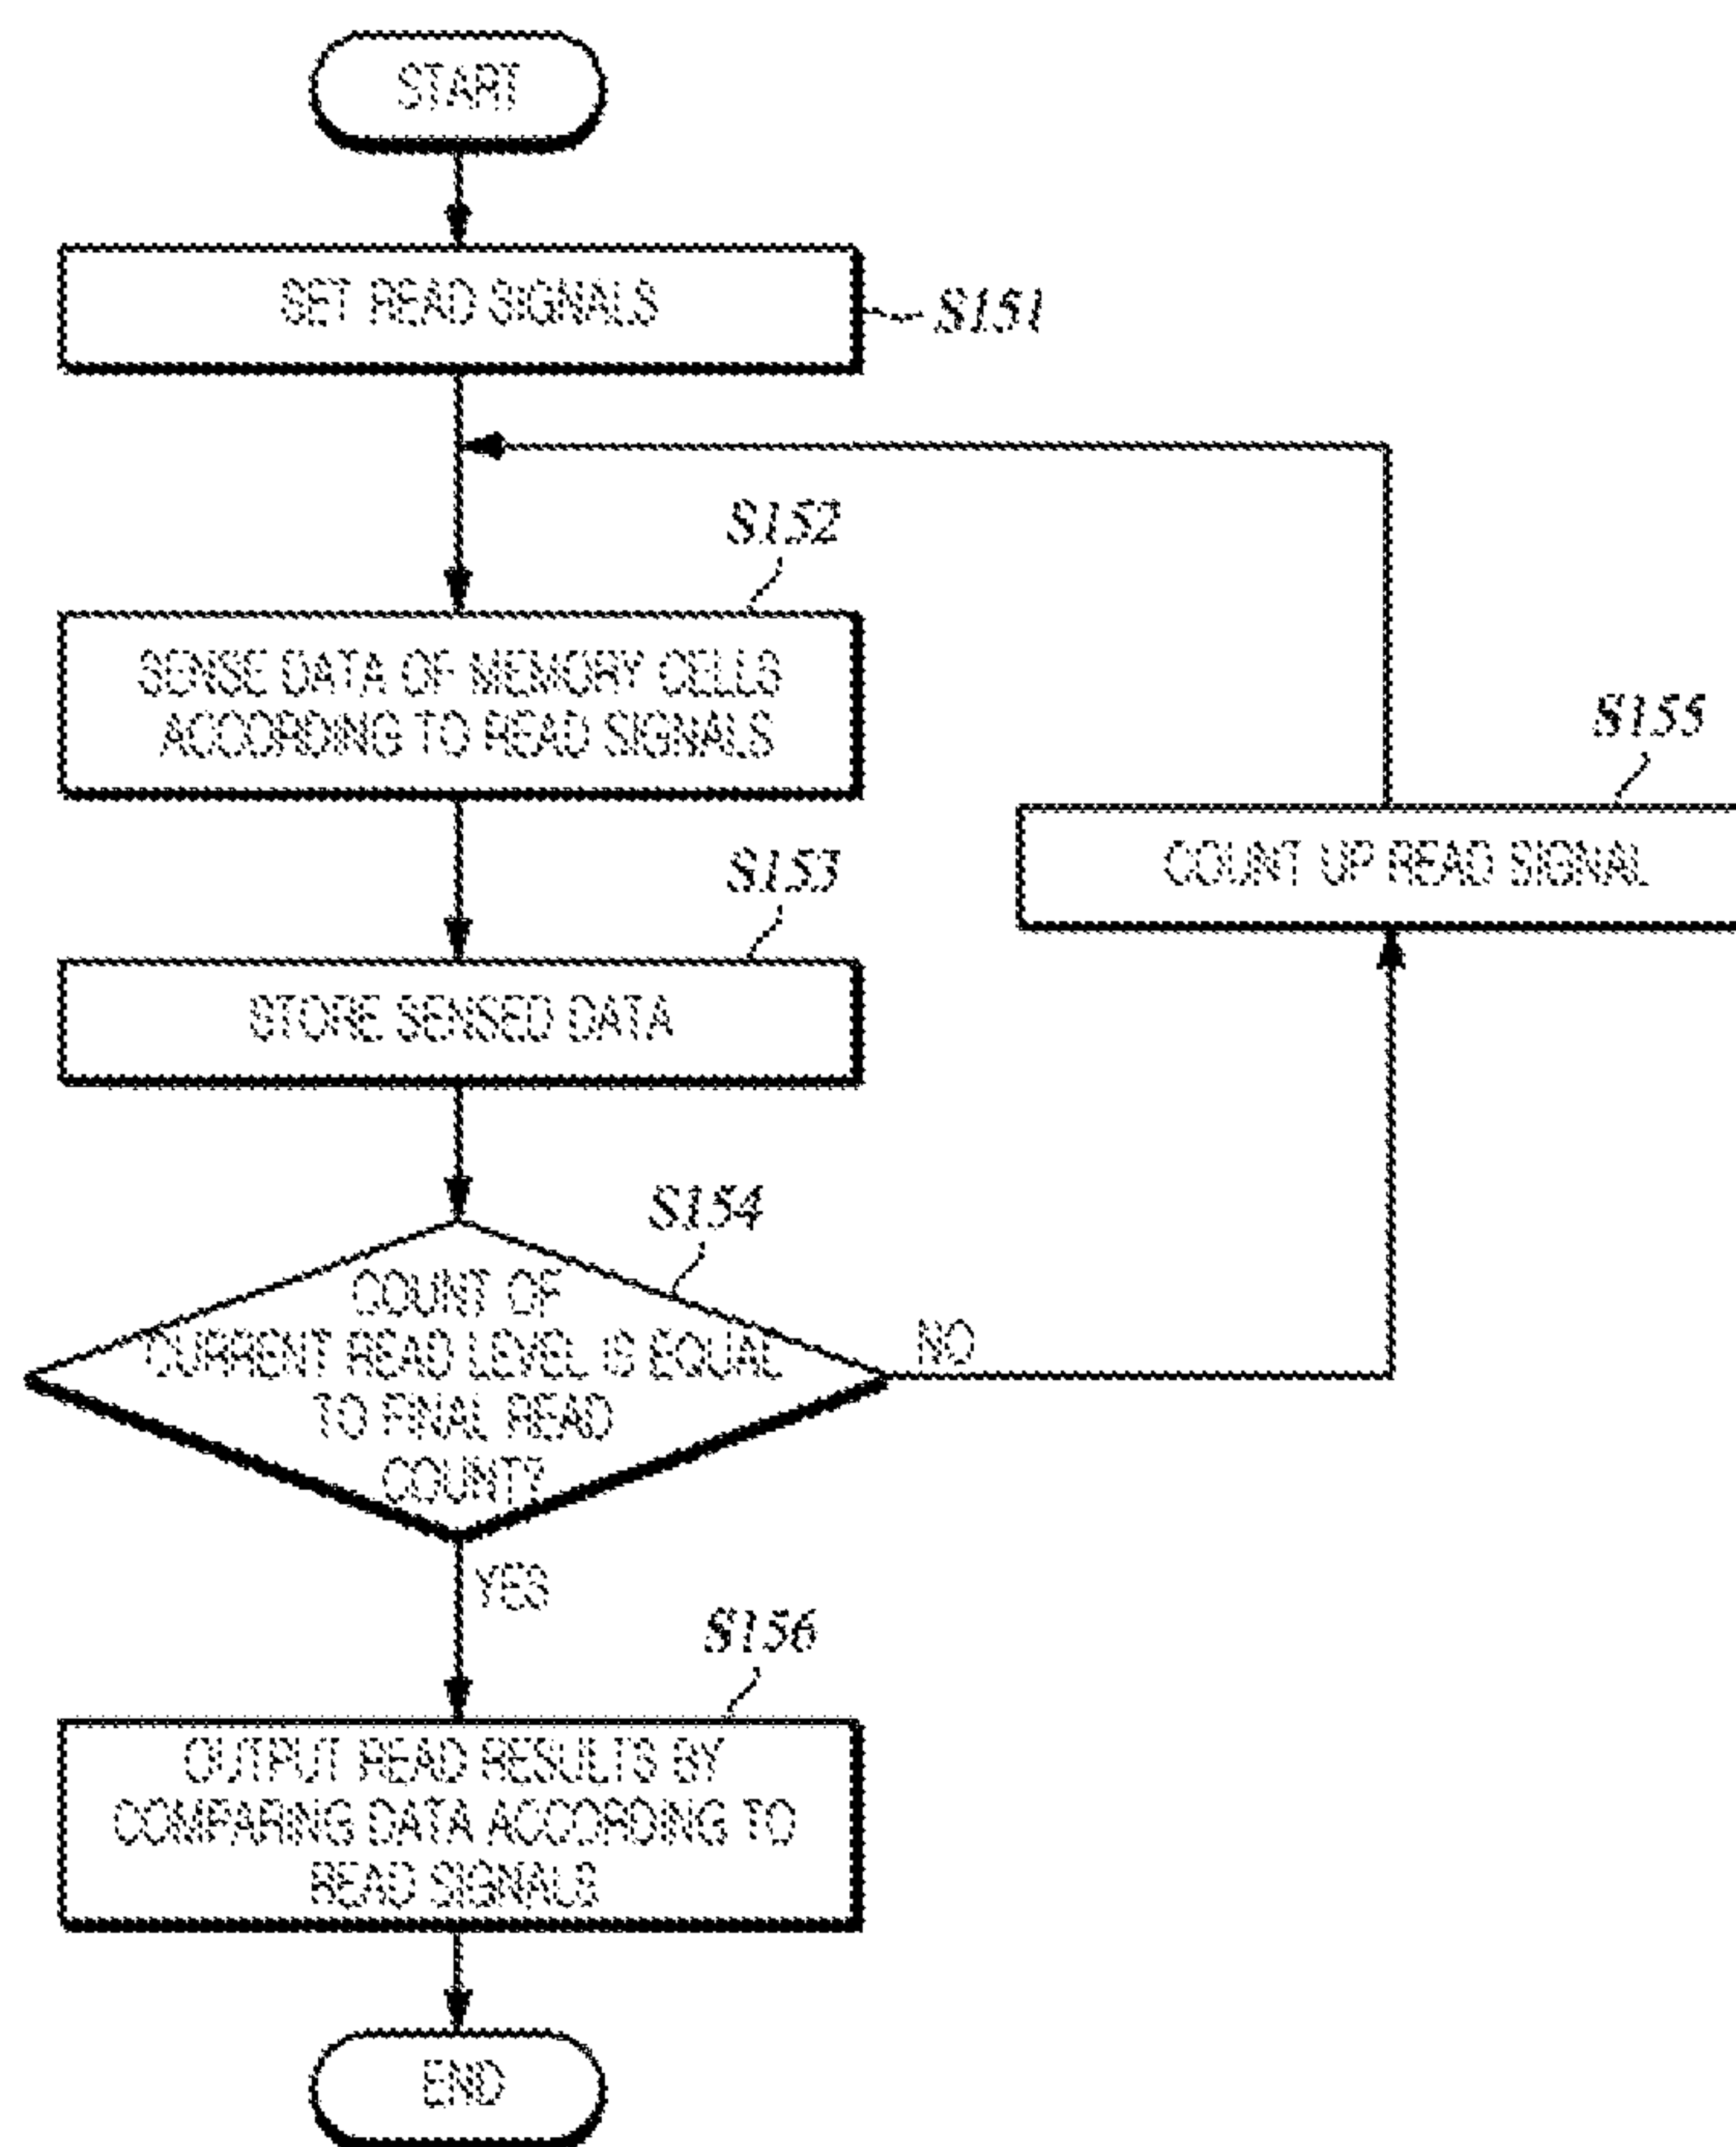 START
SET READ SIGNALS
S151
S152
SENSE DATA OF MEMORY CELLS
ACCORDING TO READ SIGNALS
S155
COUNT UP READ SIGNAL
S153
STORE SENSED DATA
S154
COUNT OF
CURRENT READ LEVEL IS EQUAL
TO FINAL READ
COUNT?
NO
YES
S156
OUTPUT READ RESULTS BY
COMPARING DATA ACCORDING TO
READ SIGNALS
END